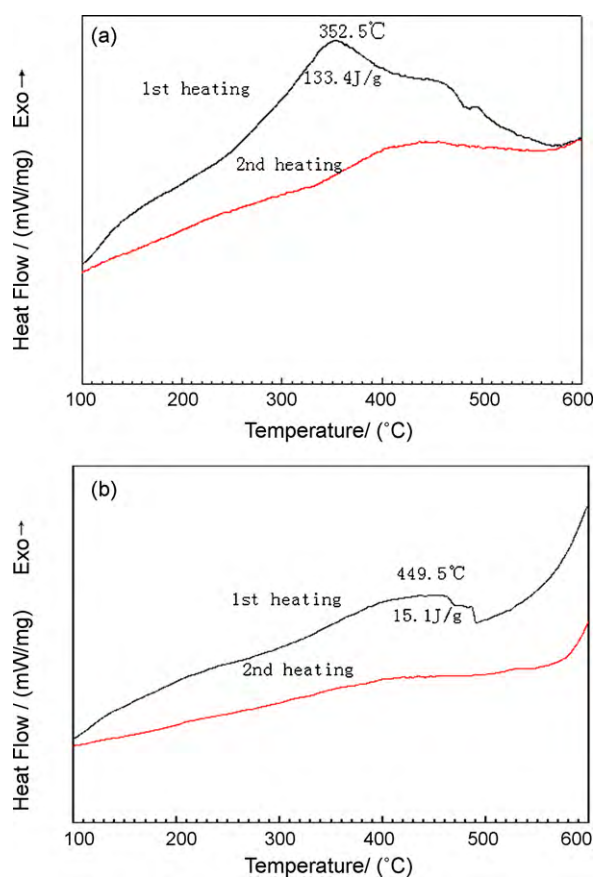 (a)
352.5℃
133.4J/g
1st heating
2nd heating
Heat Flow / (mW/mg) Exo→
100 200 300 400 500 600
Temperature/ (°C)
(b)
449.5℃
15.1J/g
1st heating
2nd heating
Heat Flow / (mW/mg) Exo→
100 200 300 400 500 600
Temperature/ (°C)